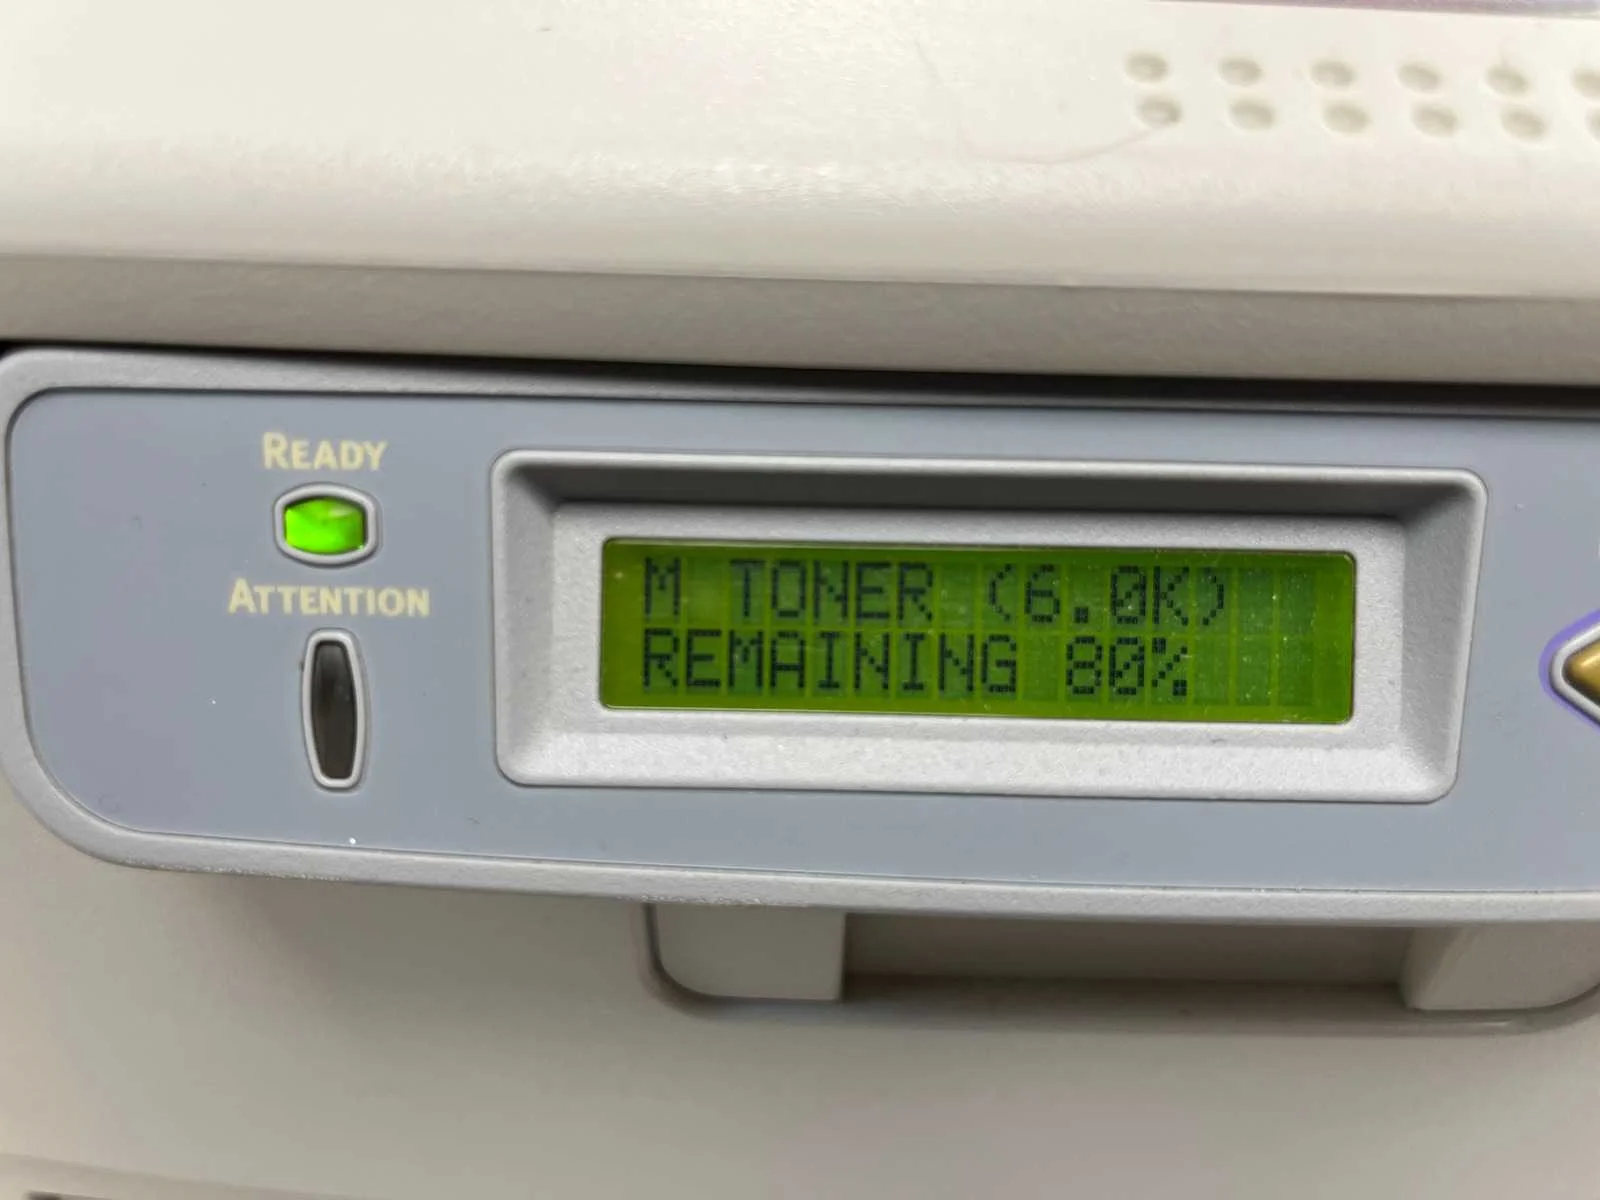 READY
ATTENTION
M TONER (6.0K)
REMAINING 80%